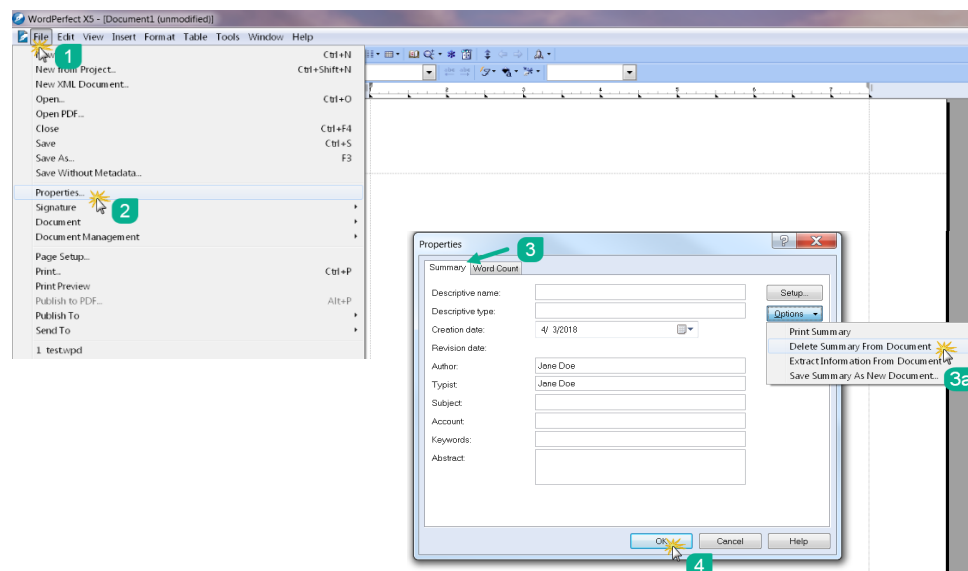 WordPerfect X5 - [Document1 (unmodified)]
File Edit View Insert Format Table Tools Window Help
1
Ctrl+N
New from Project... Ctrl+Shift+N
New XML Document...
Open... Ctrl+O
Open PDF...
Close Ctrl+F4
Save Ctrl+S
Save As... F3
Save Without Metadata...
Properties...
2
Signature
Document
Document Management
Page Setup...
Print... Ctrl+P
Print Preview
Publish to PDF... Alt+P
Publish To
Send To
1 test.wpd
2 3 5 6 7
Properties
3
Summary Word Count
Descriptive name:
Setup...
Descriptive type:
Options
Creation date: 4/ 3/2018
Revision date:
Author: Jane Doe
Typist: Jane Doe
Subject:
Account:
Keywords:
Abstract:
Print Summary
Delete Summary From Document
Extract Information From Document
Save Summary As New Document...
3a
OK Cancel Help
4